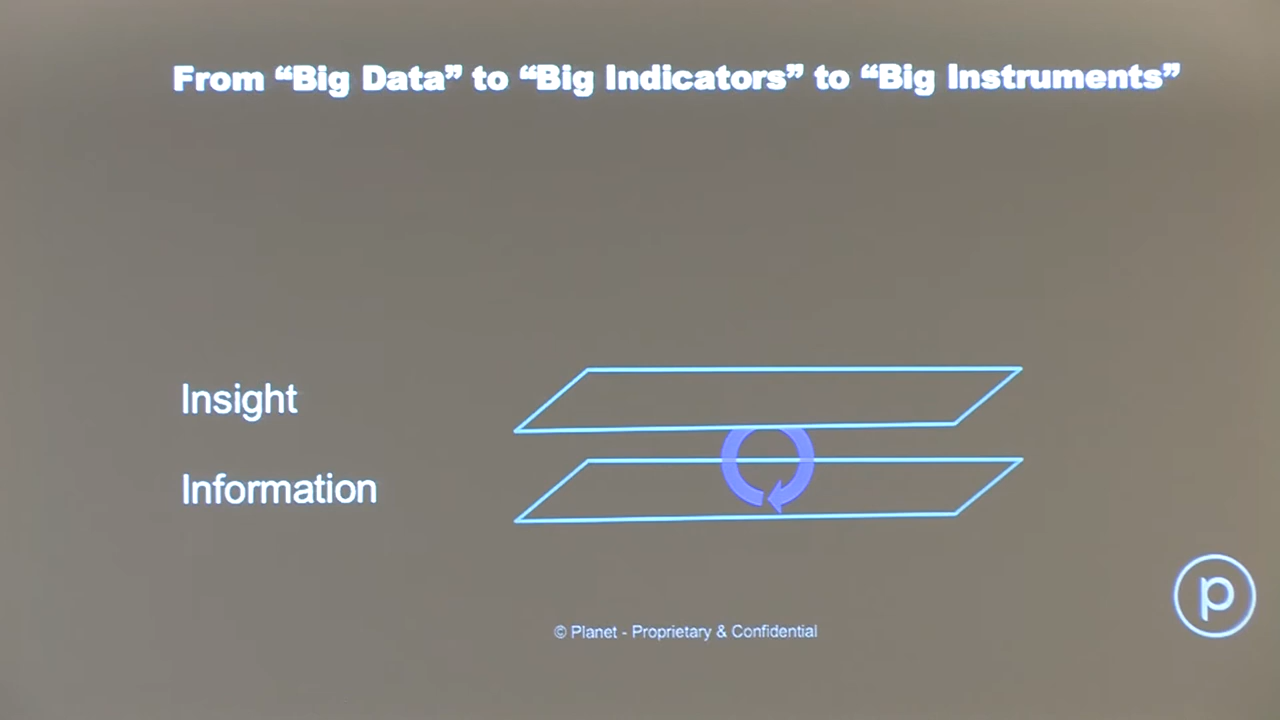 From “Big Data” to “Big Indicators” to “Big Instruments”
Insight
Information
© Planet - Proprietary & Confidential
p